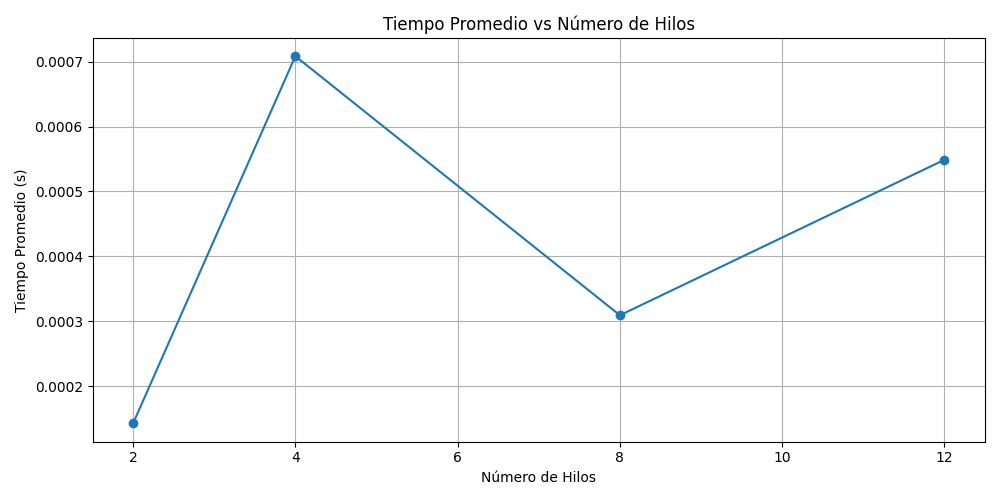 Tiempo Promedio vs Número de Hilos
0.0007
0.0006
0.0005
0.0004
0.0003
0.0002
Tiempo Promedio (s)
2 4 6 8 10 12
Número de Hilos